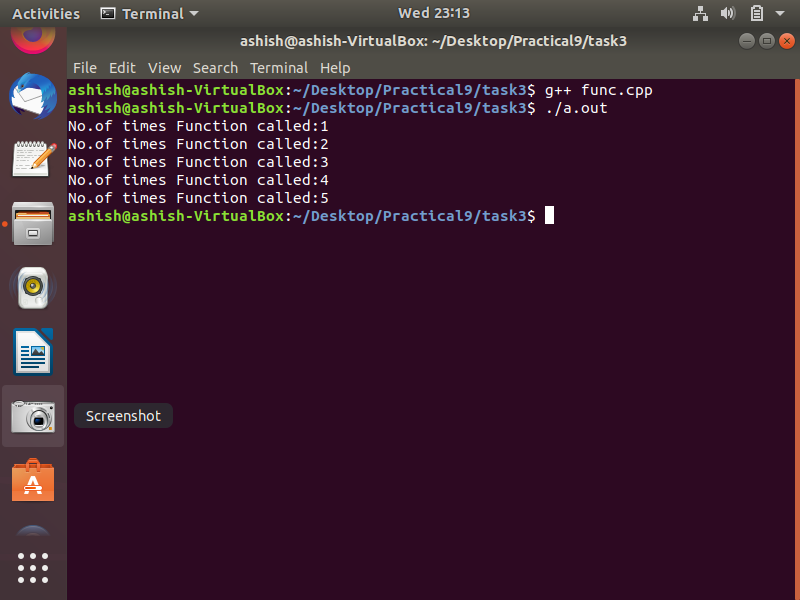 Activities Terminal Wed 23:13
ashish@ashish-VirtualBox: ~/Desktop/Practical9/task3
File Edit View Search Terminal Help
ashish@ashish-VirtualBox:~/Desktop/Practical9/task3$ g++ func.cpp
ashish@ashish-VirtualBox:~/Desktop/Practical9/task3$ ./a.out
No.of times Function called:1
No.of times Function called:2
No.of times Function called:3
No.of times Function called:4
No.of times Function called:5
ashish@ashish-VirtualBox:~/Desktop/Practical9/task3$
Screenshot